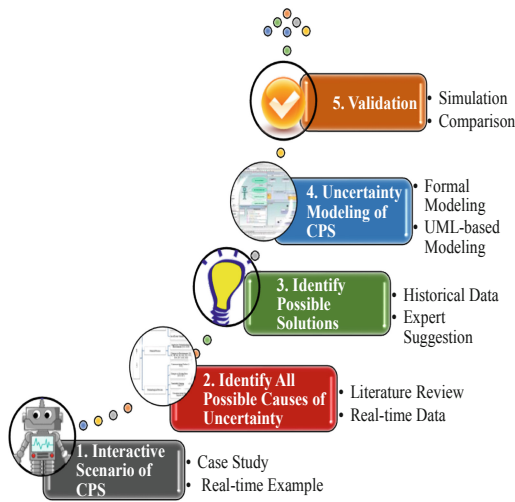 5. Validation
• Simulation
• Comparison
4. Uncertainty
Modeling of
CPS
• Formal
Modeling
• UML-based
Modeling
3. Identify
Possible
Solutions
• Historical Data
• Expert
Suggestion
2. Identify All
Possible Causes of
Uncertainty
• Literature Review
• Real-time Data
1. Interactive
Scenario of
CPS
• Case Study
• Real-time Example